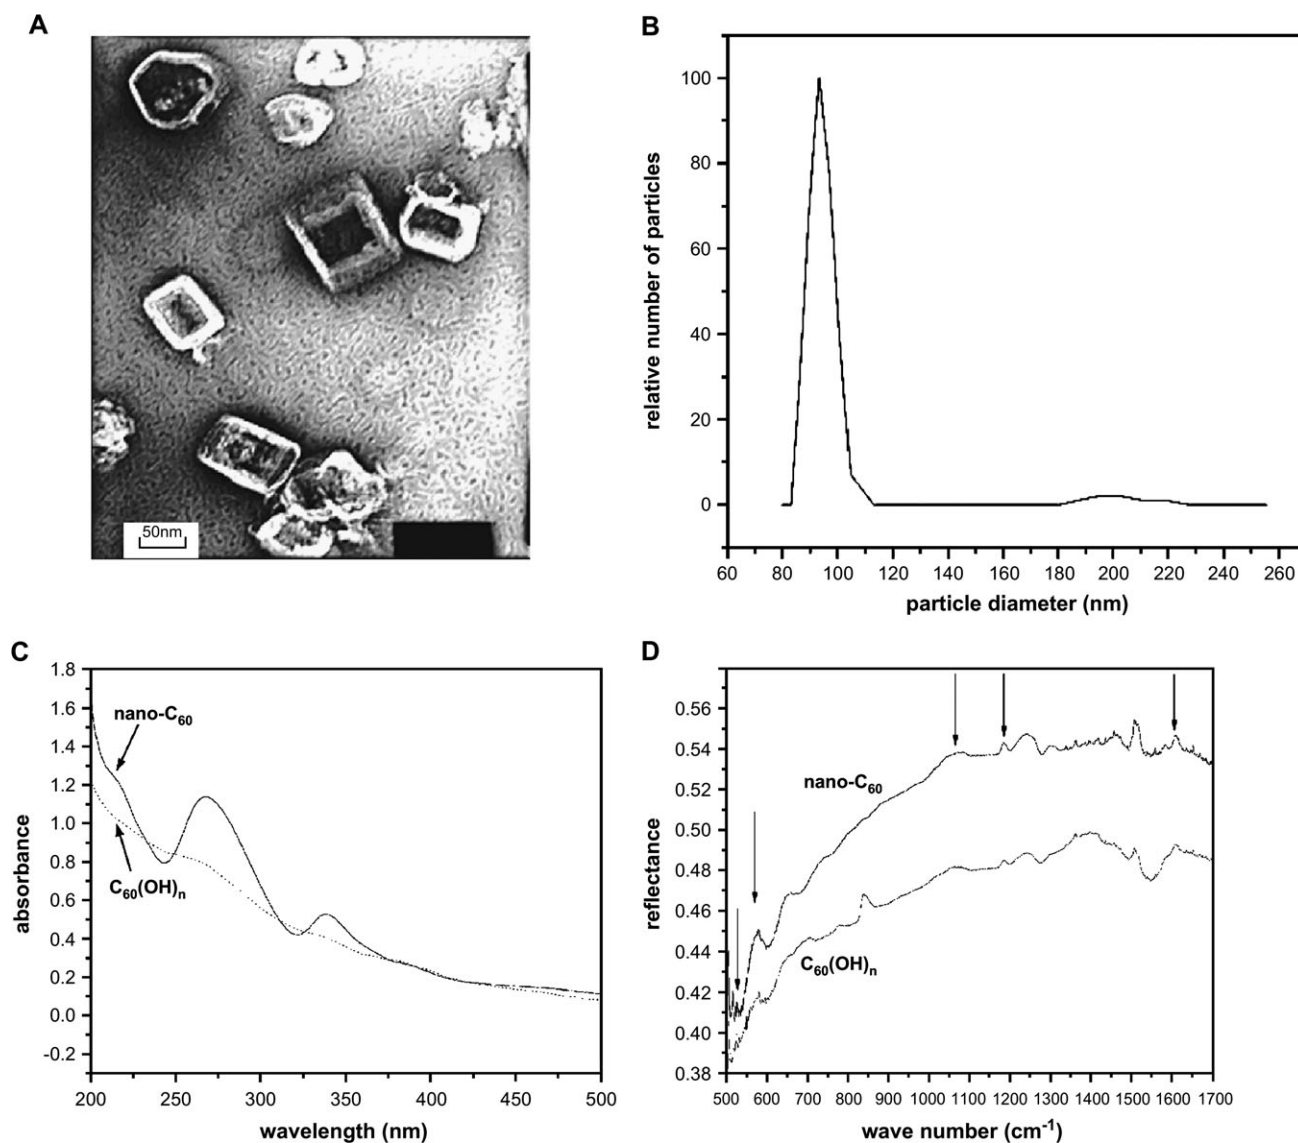 A
50nm
B
relative number of particles
100
80
60
40
20
0
60 80 100 120 140 160 180 200 220 240 260
particle diameter (nm)
C
absorbance
1.8
1.6
1.4
1.2
1.0
0.8
0.6
0.4
0.2
0.0
-0.2
nano-C₆₀
C₆₀(OH)ₙ
200 250 300 350 400 450 500
wavelength (nm)
D
reflectance
0.56
0.54
0.52
0.50
0.48
0.46
0.44
0.42
0.40
0.38
nano-C₆₀
C₆₀(OH)ₙ
500 600 700 800 900 1000 1100 1200 1300 1400 1500 1600 1700
wave number (cm⁻¹)